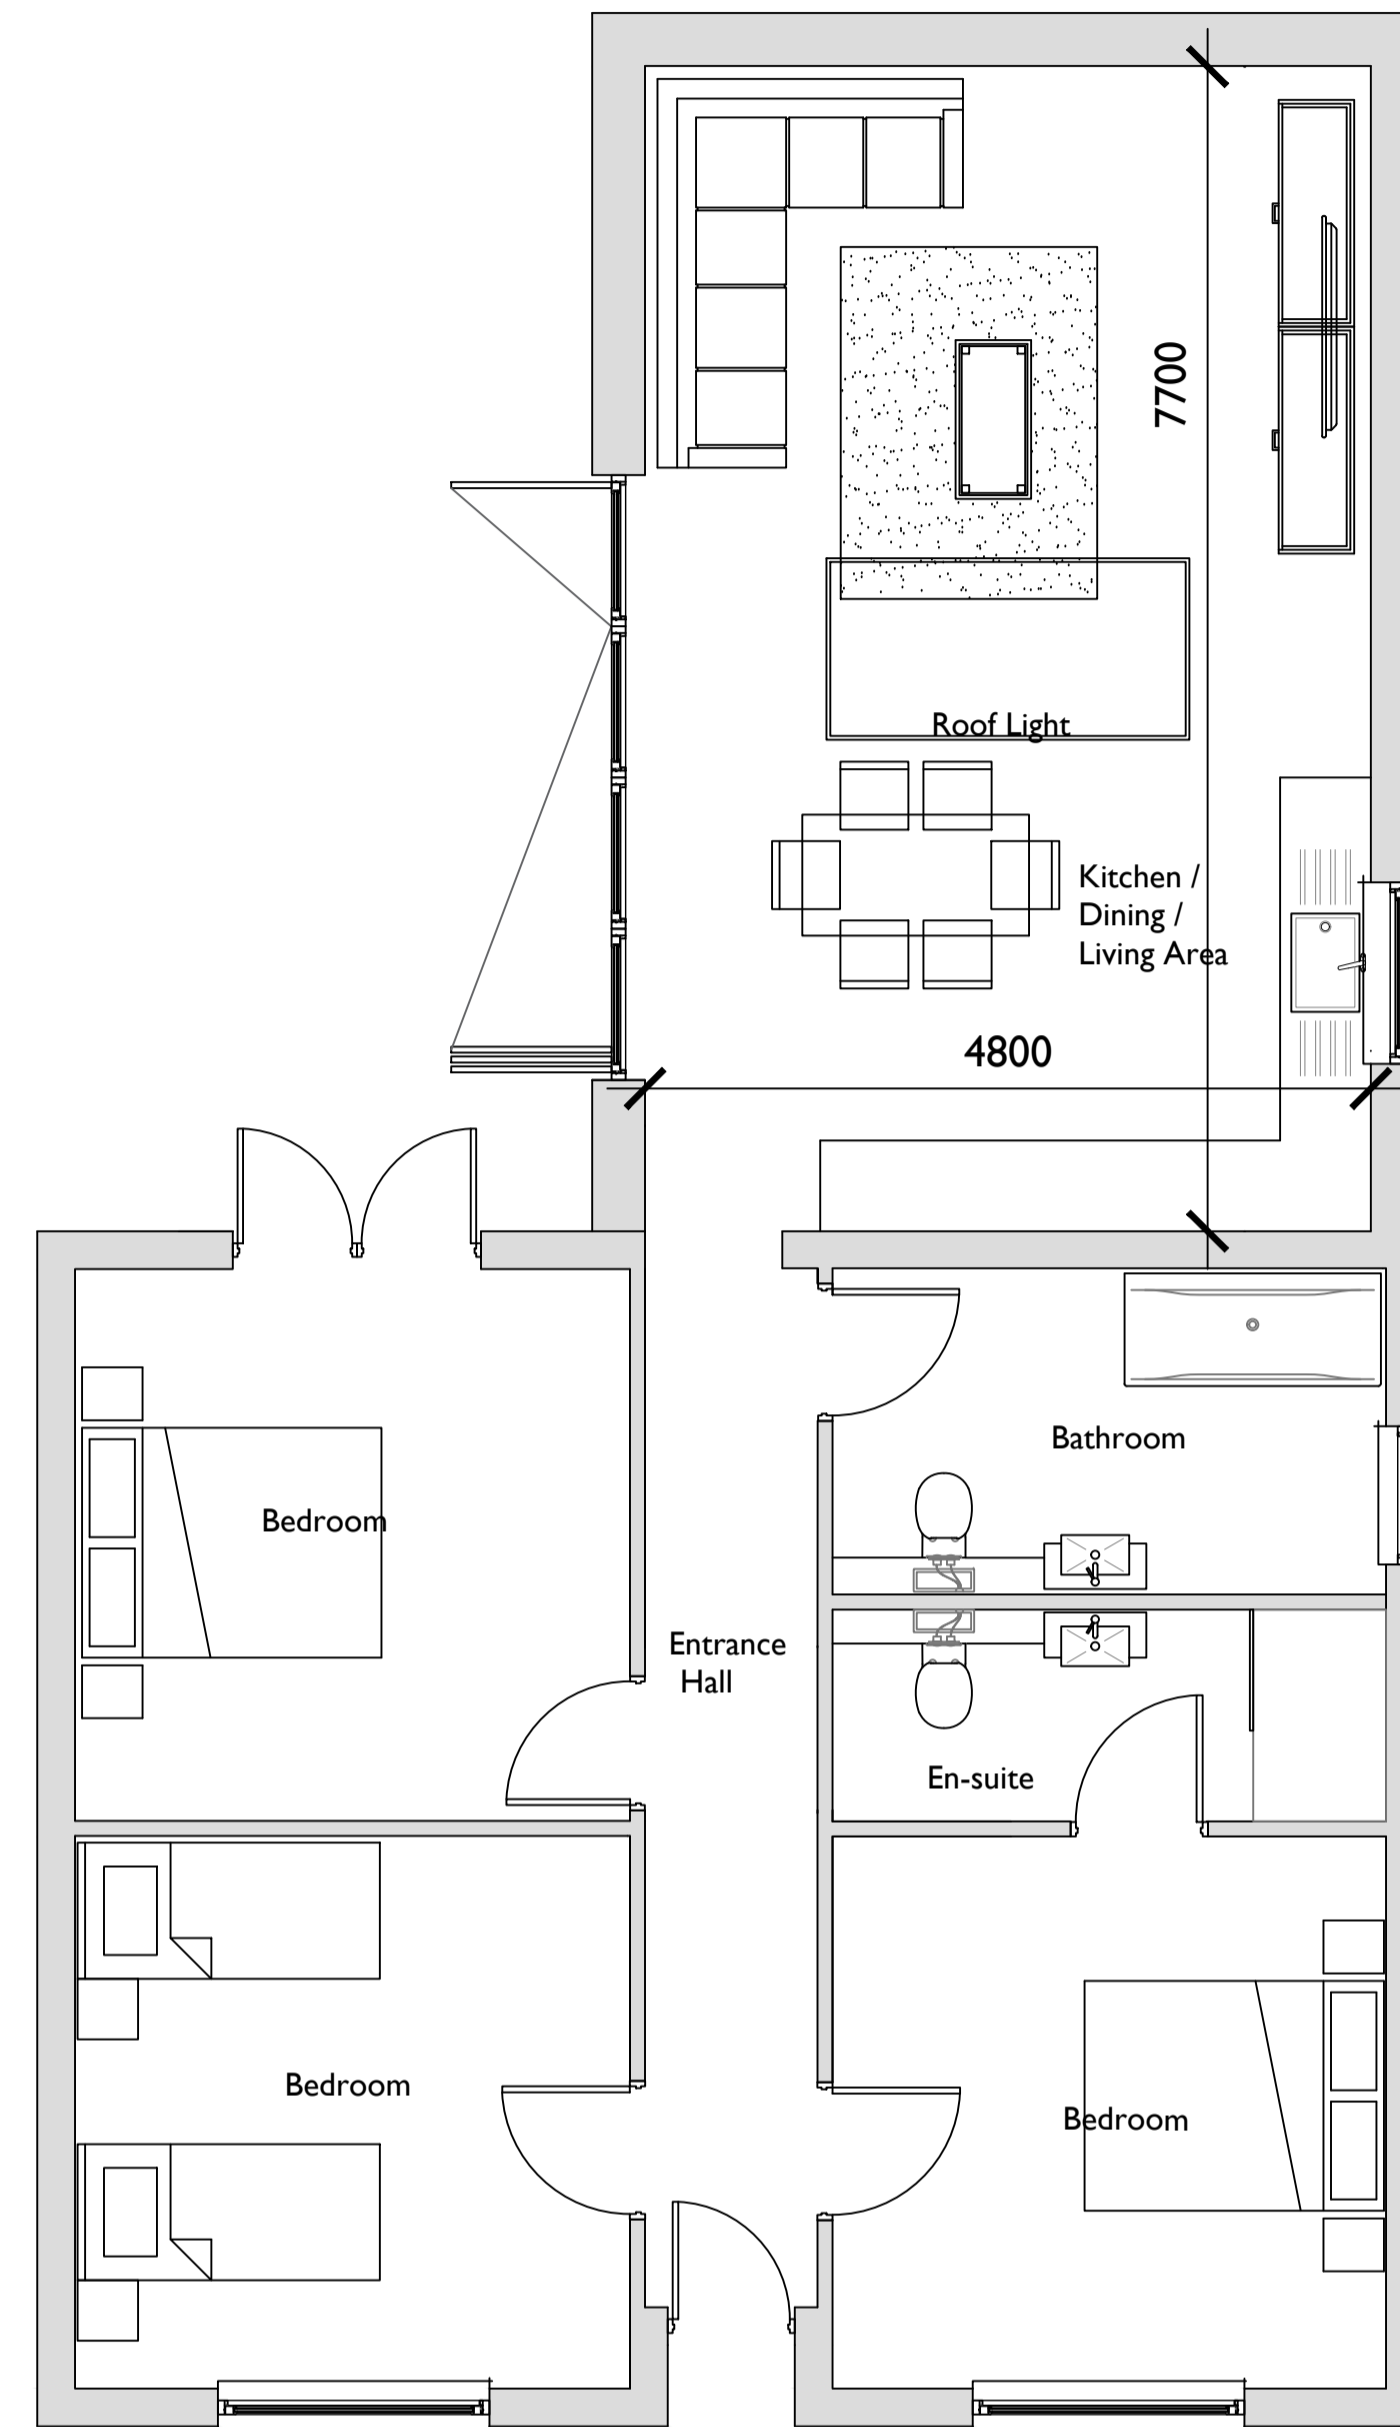 7700
Roof Light
Kitchen /
Dining /
Living Area
4800
Bathroom
Bedroom
Entrance
Hall
En-suite
Bedroom
Bedroom